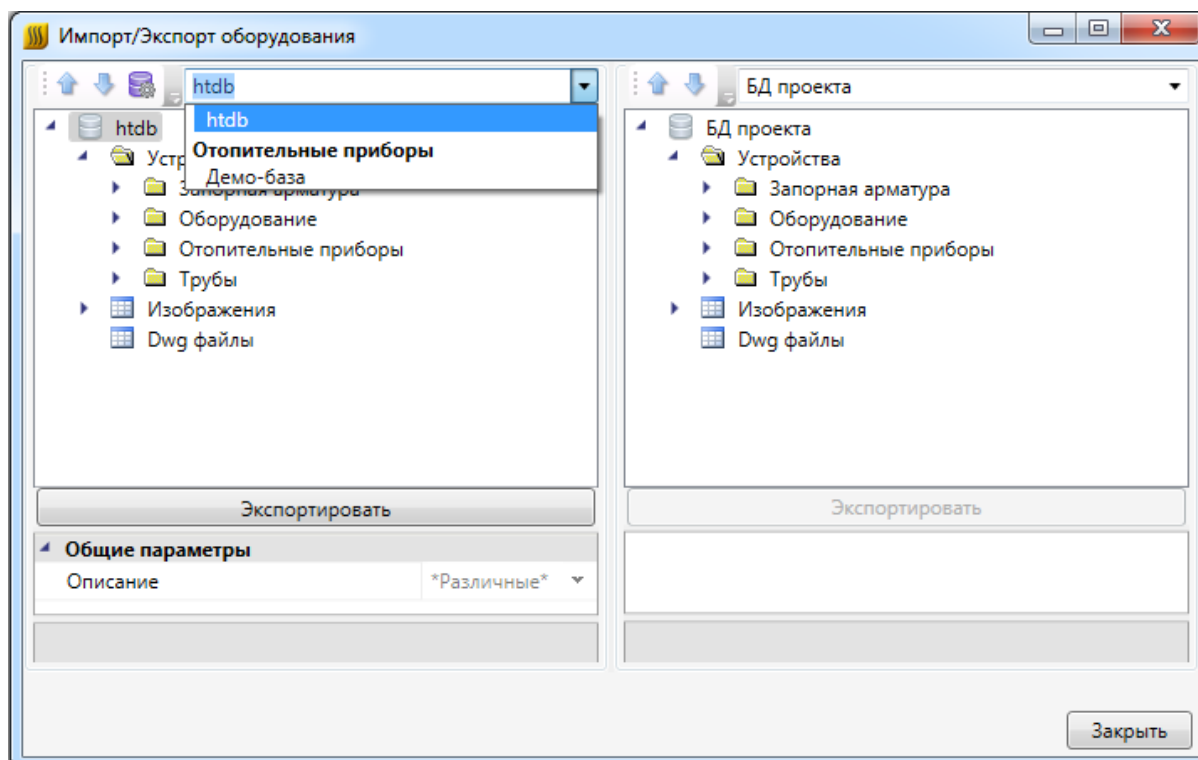 Импорт/Экспорт оборудования
htdb
htdb
Отопительные приборы
Демо-база
htdb
Устр
Запорная арматура
Оборудование
Отопительные приборы
Трубы
Изображения
Dwg файлы
Экспортировать
Общие параметры
Описание *Различные*
БД проекта
БД проекта
Устройства
Запорная арматура
Оборудование
Отопительные приборы
Трубы
Изображения
Dwg файлы
Экспортировать
Закрыть